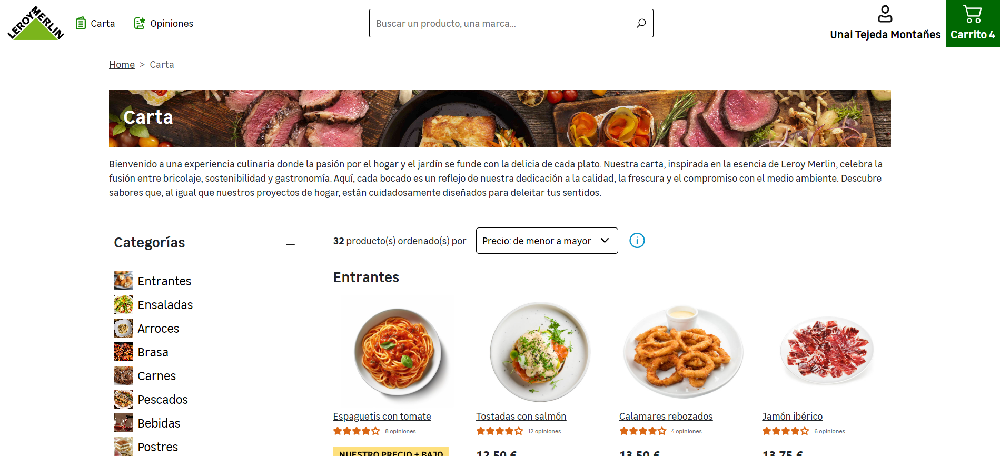 LEROY MERLIN
Carta
Opiniones
Buscar un producto, una marca...
Unai Tejeda Montañes
Carrito 4
Home > Carta
Carta
Bienvenido a una experiencia culinaria donde la pasión por el hogar y el jardín se funde con la delicia de cada plato. Nuestra carta, inspirada en la esencia de Leroy Merlin, celebra la
fusión entre bricolaje, sostenibilidad y gastronomía. Aquí, cada bocado es un reflejo de nuestra dedicación a la calidad, la frescura y el compromiso con el medio ambiente. Descubre
sabores que, al igual que nuestros proyectos de hogar, están cuidadosamente diseñados para deleitar tus sentidos.
Categorías
Entrantes
Ensaladas
Arroces
Brasa
Carnes
Pescados
Bebidas
Postres
32 producto(s) ordenado(s) por
Precio: de menor a mayor
Entrantes
Espaguetis con tomate
8 opiniones
NUESTRO PRECIO + BAJO
Tostadas con salmón
12 opiniones
12,50 €
Calamares rebozados
4 opiniones
13,50 €
Jamón ibérico
6 opiniones
13,75 €